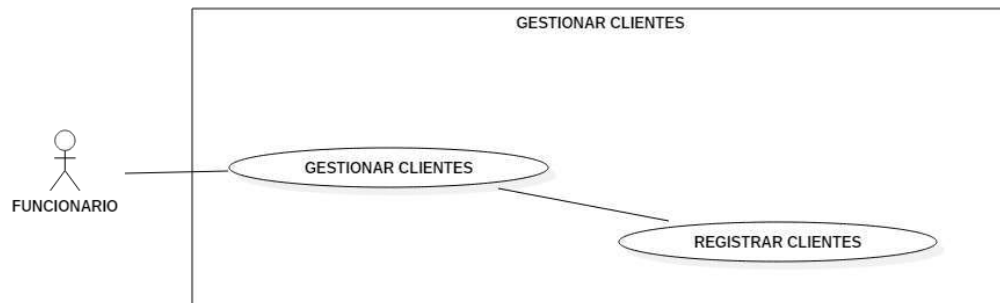 GESTIONAR CLIENTES
GESTIONAR CLIENTES
FUNCIONARIO
REGISTRAR CLIENTES